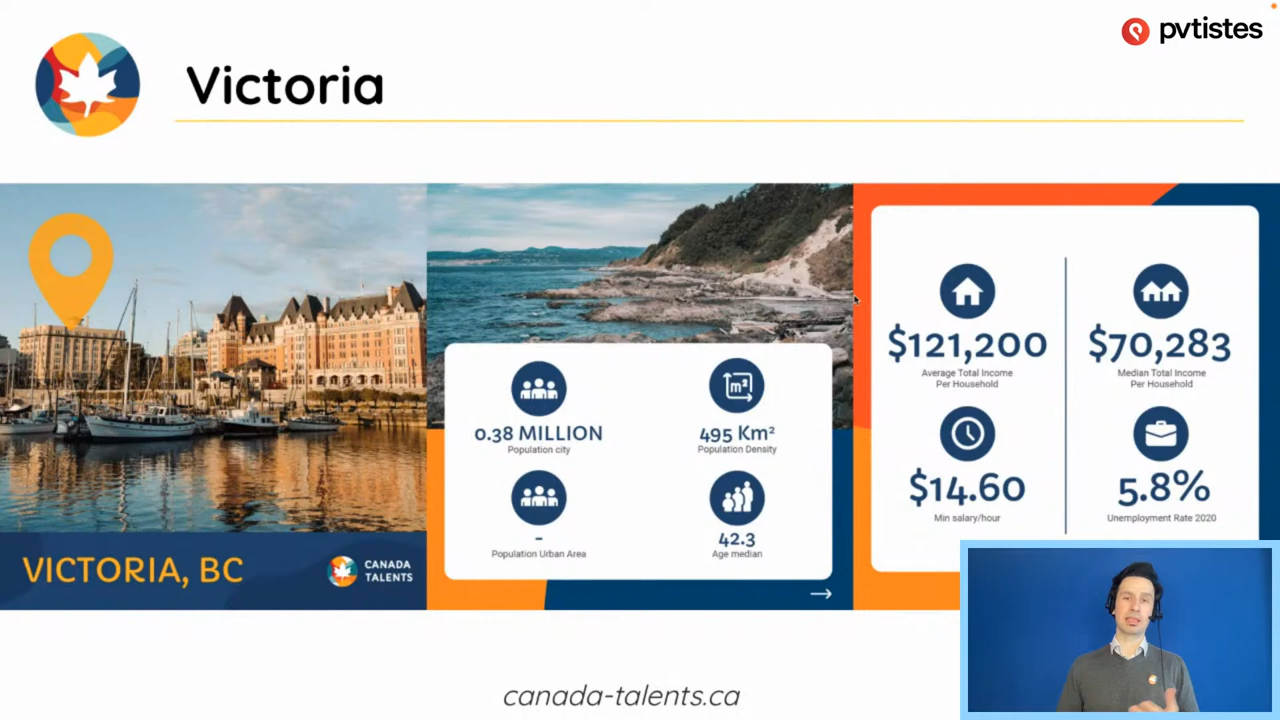 pvtistes
Victoria
VICTORIA, BC
CANADA
TALENTS
0.38 MILLION
Population city
495 Km²
Population Density
-
Population Urban Area
42.3
Age median
$121,200
Average Total Income
Per Household
$70,283
Median Total Income
Per Household
$14.60
Min salary/hour
5.8%
Unemployment Rate 2020
canada-talents.ca